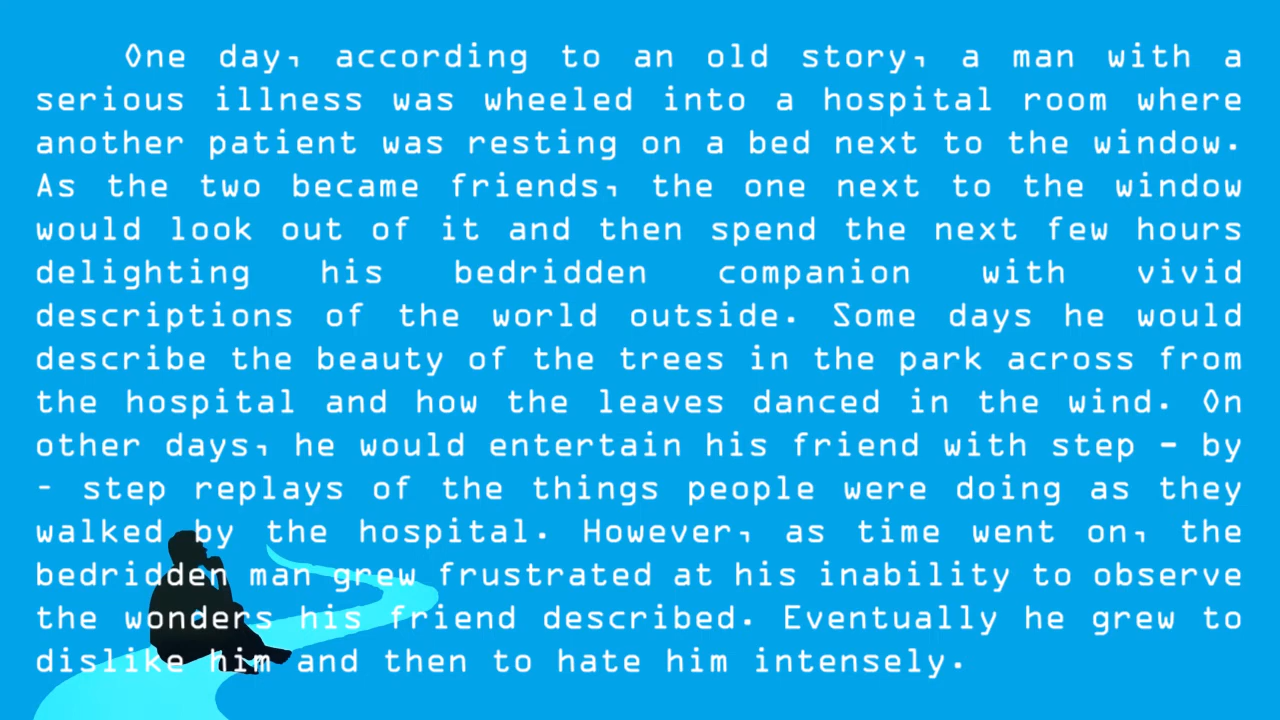 One day, according to an old story, a man with a
serious illness was wheeled into a hospital room where
another patient was resting on a bed next to the window.
As the two became friends, the one next to the window
would look out of it and then spend the next few hours
delighting his bedridden companion with vivid
descriptions of the world outside. Some days he would
describe the beauty of the trees in the park across from
the hospital and how the leaves danced in the wind. On
other days, he would entertain his friend with step - by
- step replays of the things people were doing as they
walked by the hospital. However, as time went on, the
bedridden man grew frustrated at his inability to observe
the wonders his friend described. Eventually he grew to
dislike him and then to hate him intensely.